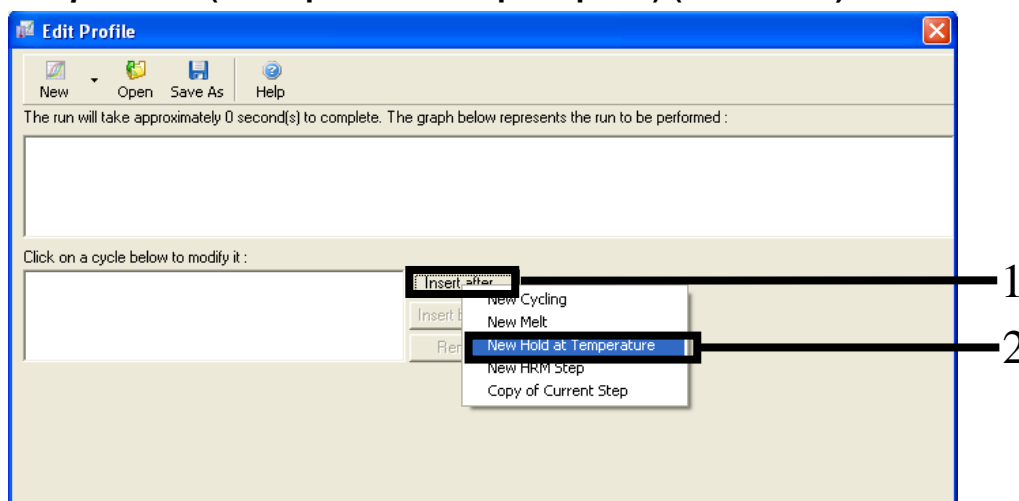 Edit Profile
New Open Save As Help
The run will take approximately 0 second(s) to complete. The graph below represents the run to be performed :
Click on a cycle below to modify it :
Insert after
1
New Cycling
Insert
New Melt
New Hold at Temperature
2
New HRM Step
Copy of Current Step